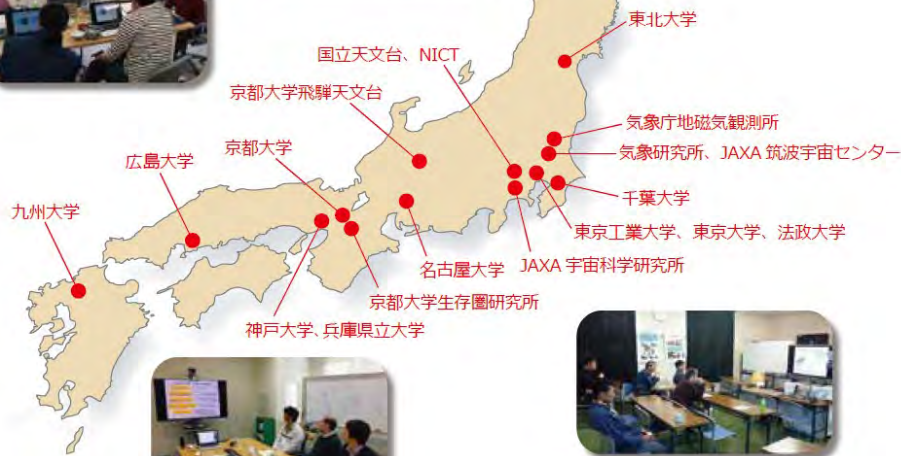 東北大学
国立天文台、NICT
京都大学飛騨天文台
気象庁地磁気観測所
京都大学
気象研究所、JAXA 筑波宇宙センター
広島大学
千葉大学
九州大学
東京工業大学、東京大学、法政大学
名古屋大学
JAXA 宇宙科学研究所
京都大学生存圏研究所
神戸大学、兵庫県立大学